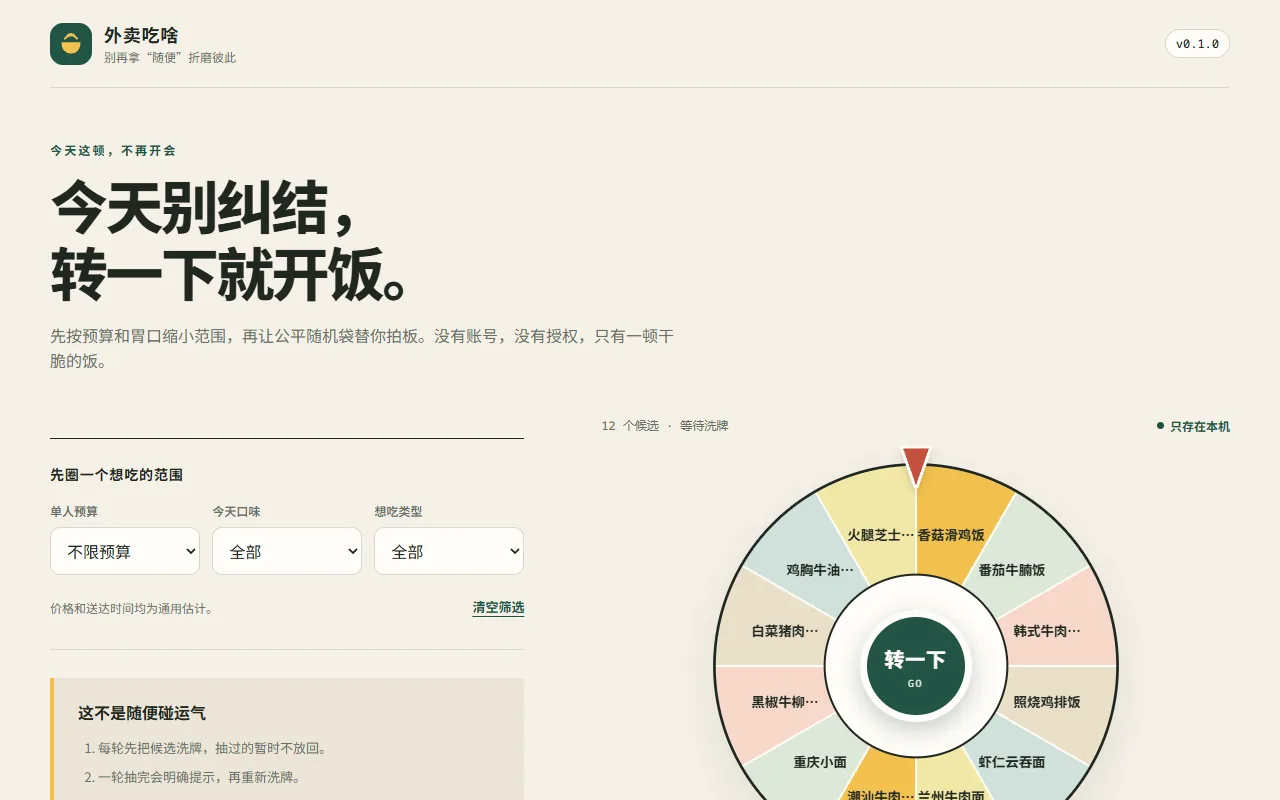 外卖吃啥
别再拿“随便”折磨彼此
v0.1.0
今天这顿，不再开会
今天别纠结，
转一下就开饭。
先按预算和胃口缩小范围，再让公平随机袋替你拍板。没有账号，没有授权，只有一顿干
脆的饭。
先圈一个想吃的范围
单人预算
今天口味
想吃类型
不限预算
全部
全部
价格和送达时间均为通用估计。
清空筛选
这不是随便碰运气
1. 每轮先把候选洗牌，抽过的暂时不放回。
2. 一轮抽完会明确提示，再重新洗牌。
12 个候选 · 等待洗牌
只存在本机
火腿芝士…
香菇滑鸡饭
鸡胸牛油…
番茄牛腩饭
白菜猪肉…
韩式牛肉…
转一下
GO
黑椒牛柳…
照烧鸡排饭
重庆小面
虾仁云吞面
潮汕牛肉…
兰州牛肉面